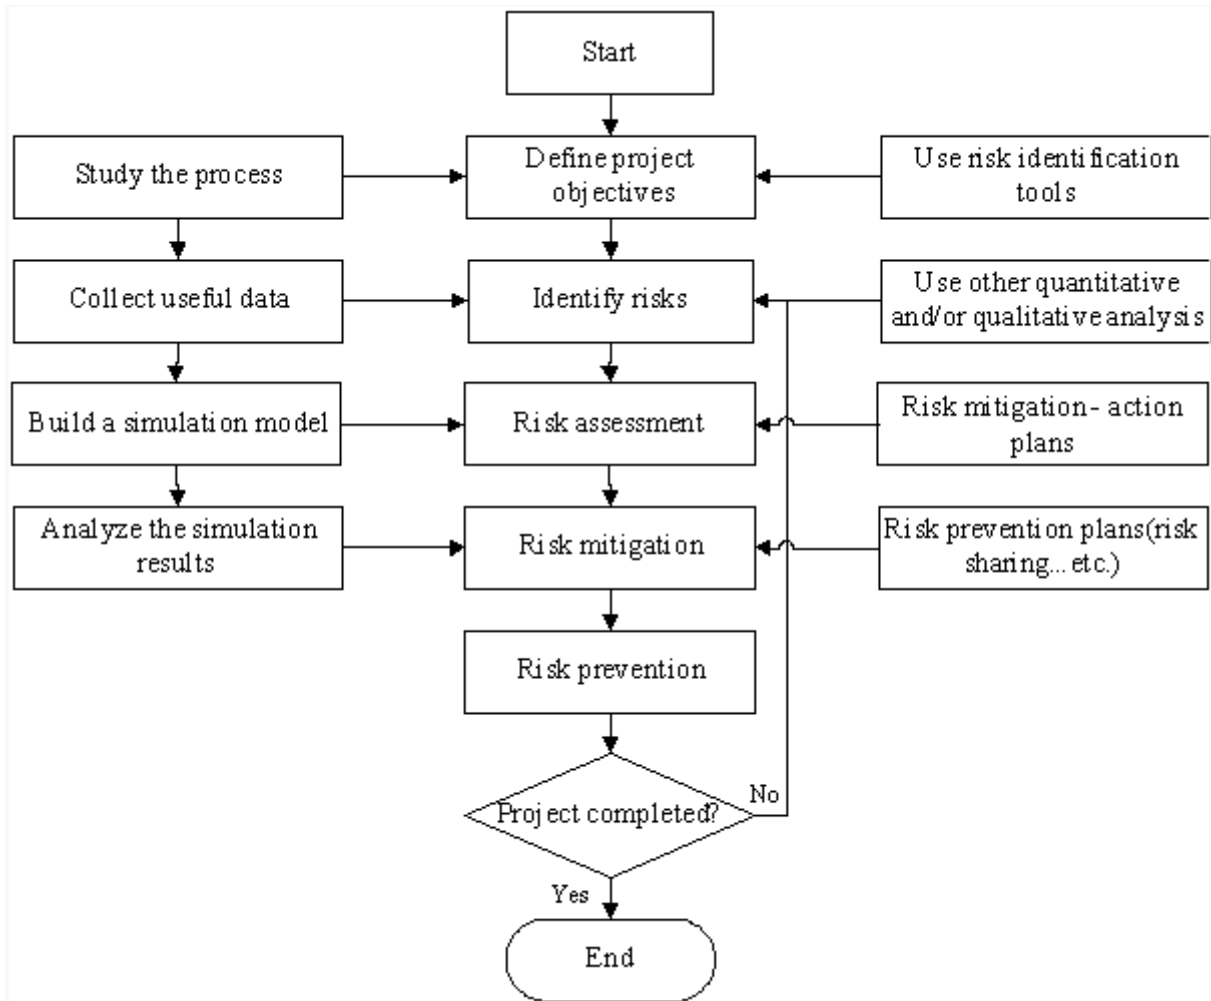 Start
Study the process
Define project
objectives
Use risk identification
tools
Collect useful data
Identify risks
Use other quantitative
and/or qualitative analysis
Build a simulation model
Risk assessment
Risk mitigation- action
plans
Analyze the simulation
results
Risk mitigation
Risk prevention plans(risk
sharing...etc.)
Risk prevention
Project completed?
No
Yes
End